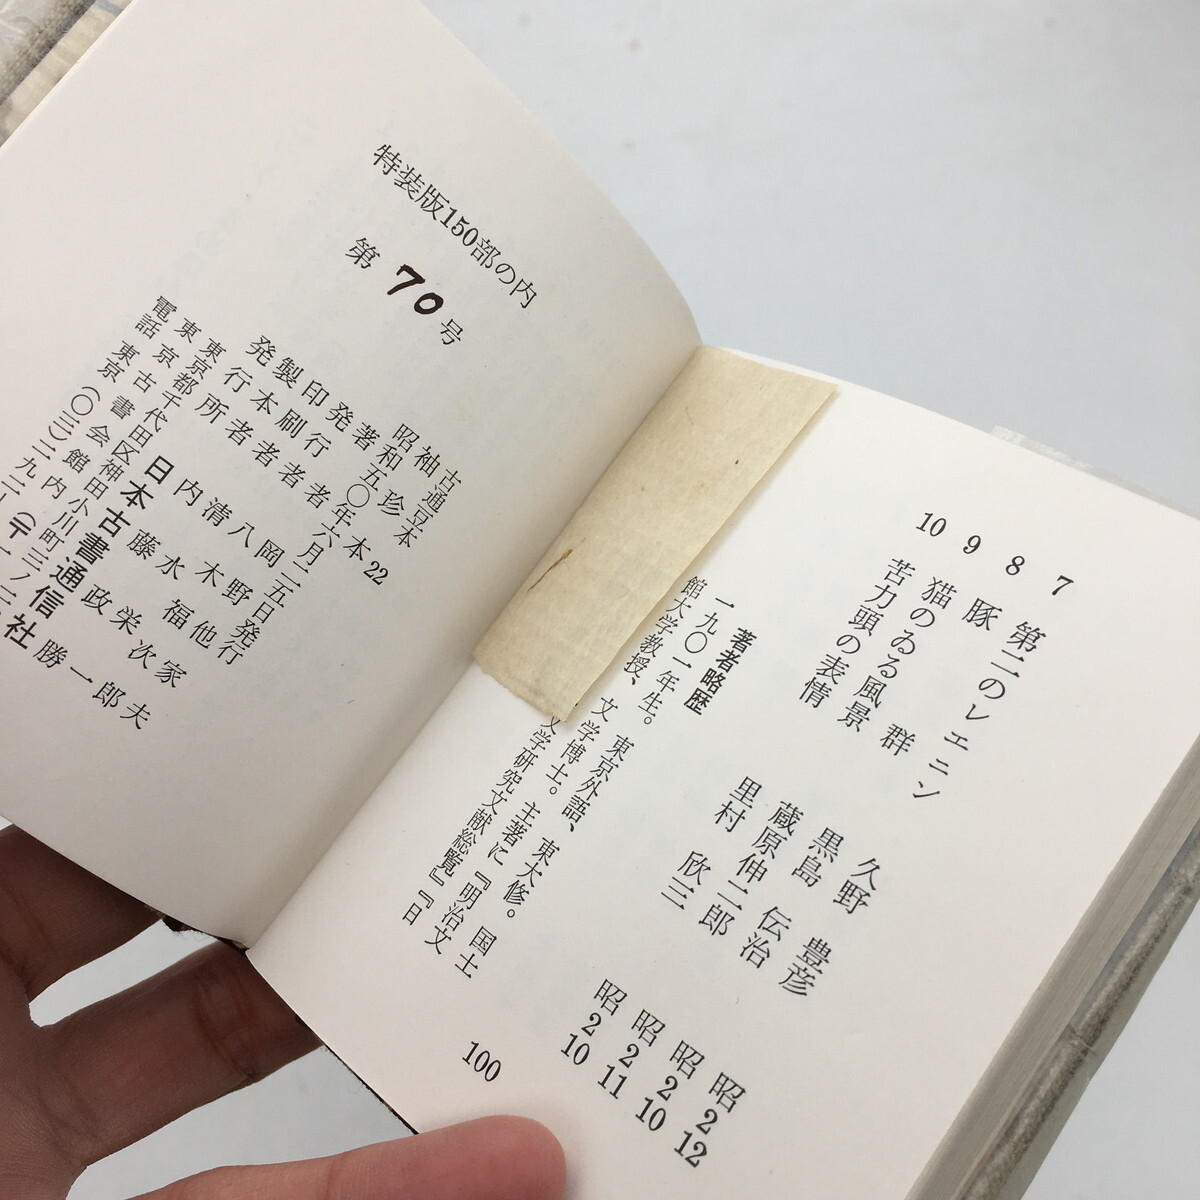 7 第二のレエニン 久野 豊彦 昭2 12
8 豚 群 黒島 伝治 昭2 10
9 猫のゐる風景 蔵原伸二郎 昭2 11
10 苦力頭の表情 里村 欣三 昭2 10
著者略歴
一九〇一年生。東京外語、東大修。国士
館大学教授、文学博士。主著に『明治文
文学研究文献総覧』『日
100
特装版150部の内
第 70 号
古通豆本 22
袖珍本
昭和五〇年六月二五日発行
著者 岡野他家夫
発行者 八木福次郎
印刷者 清水栄一
製本者 内藤政勝
発行所 日本古書通信社
東京都千代田区神田小川町三ノ二
東京古書会館内 (〒一
電話 東京(〇三)二九二—